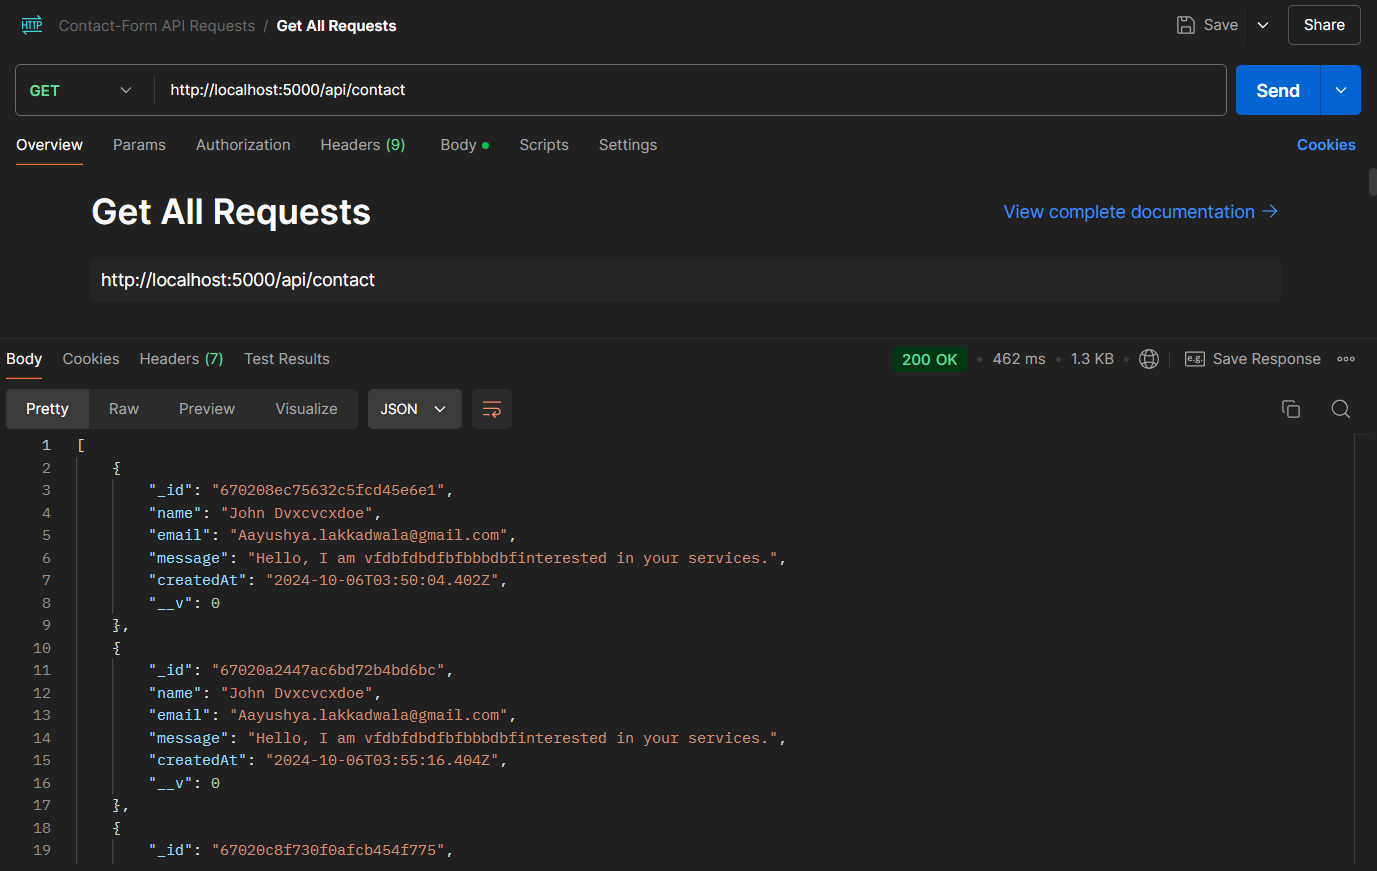 HTTP Contact-Form API Requests / Get All Requests Save Share
GET http://localhost:5000/api/contact Send
Overview Params Authorization Headers (9) Body Scripts Settings Cookies
Get All Requests View complete documentation →
http://localhost:5000/api/contact
Body Cookies Headers (7) Test Results 200 OK • 462 ms • 1.3 KB • e.g. Save Response
Pretty Raw Preview Visualize JSON
1 [
2 {
3 "_id": "670208ec75632c5fcd45e6e1",
4 "name": "John Dvxcvcxdoe",
5 "email": "Aayushya.lakkadwala@gmail.com",
6 "message": "Hello, I am vfdbfdbdfbfbbbdbfinterested in your services.",
7 "createdAt": "2024-10-06T03:50:04.402Z",
8 "__v": 0
9 },
10 {
11 "_id": "67020a2447ac6bd72b4bd6bc",
12 "name": "John Dvxcvcxdoe",
13 "email": "Aayushya.lakkadwala@gmail.com",
14 "message": "Hello, I am vfdbfdbdfbfbbbdbfinterested in your services.",
15 "createdAt": "2024-10-06T03:55:16.404Z",
16 "__v": 0
17 },
18 {
19 "_id": "67020c8f730f0afcb454f775",